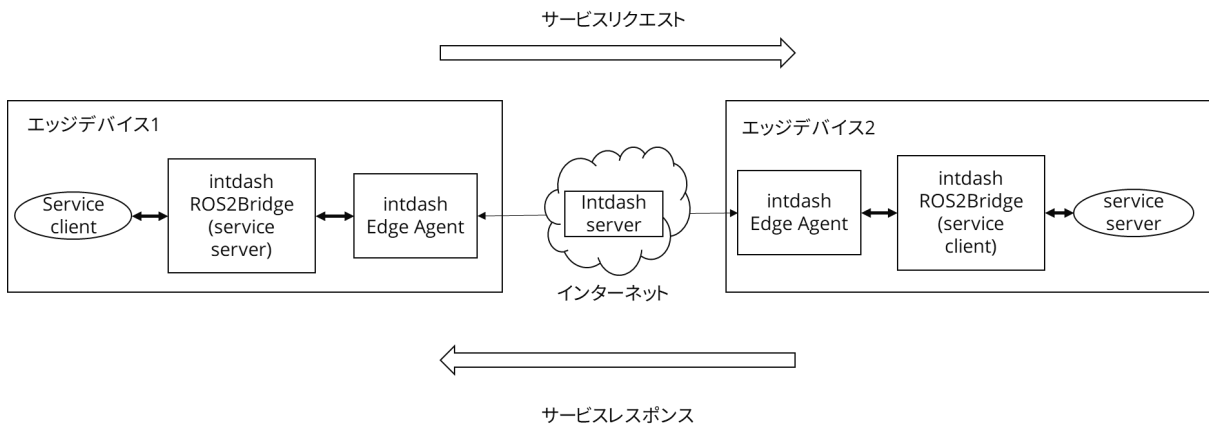 サービスリクエスト
エッジデバイス1
Service
client
intdash
ROS2Bridge
(service
server)
intdash
Edge Agent
Intdash
server
インターネット
エッジデバイス2
intdash
Edge Agent
intdash
ROS2Bridge
(service
client)
service
server
サービスレスポンス